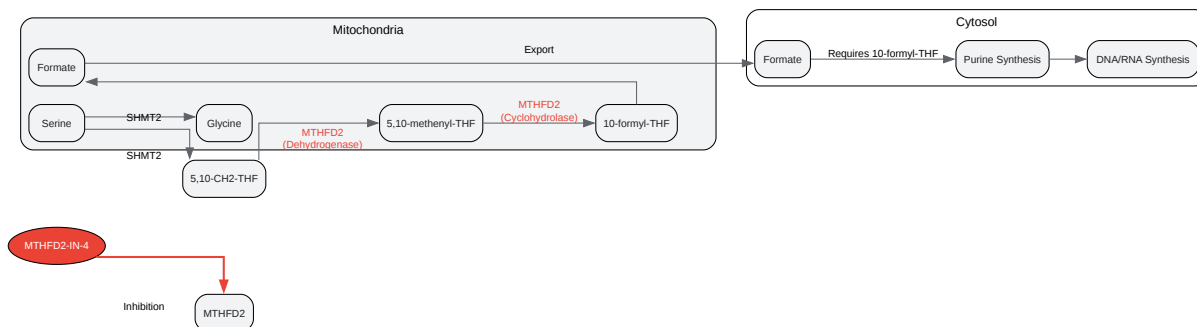 Mitochondria
Cytosol
Export
Formate
Formate
Requires 10-formyl-THF
Purine Synthesis
DNA/RNA Synthesis
Serine
SHMT2
Glycine
MTHFD2
(Dehydrogenase)
5,10-methenyl-THF
MTHFD2
(Cyclohydrolase)
10-formyl-THF
SHMT2
5,10-CH2-THF
MTHFD2-IN-4
Inhibition
MTHFD2